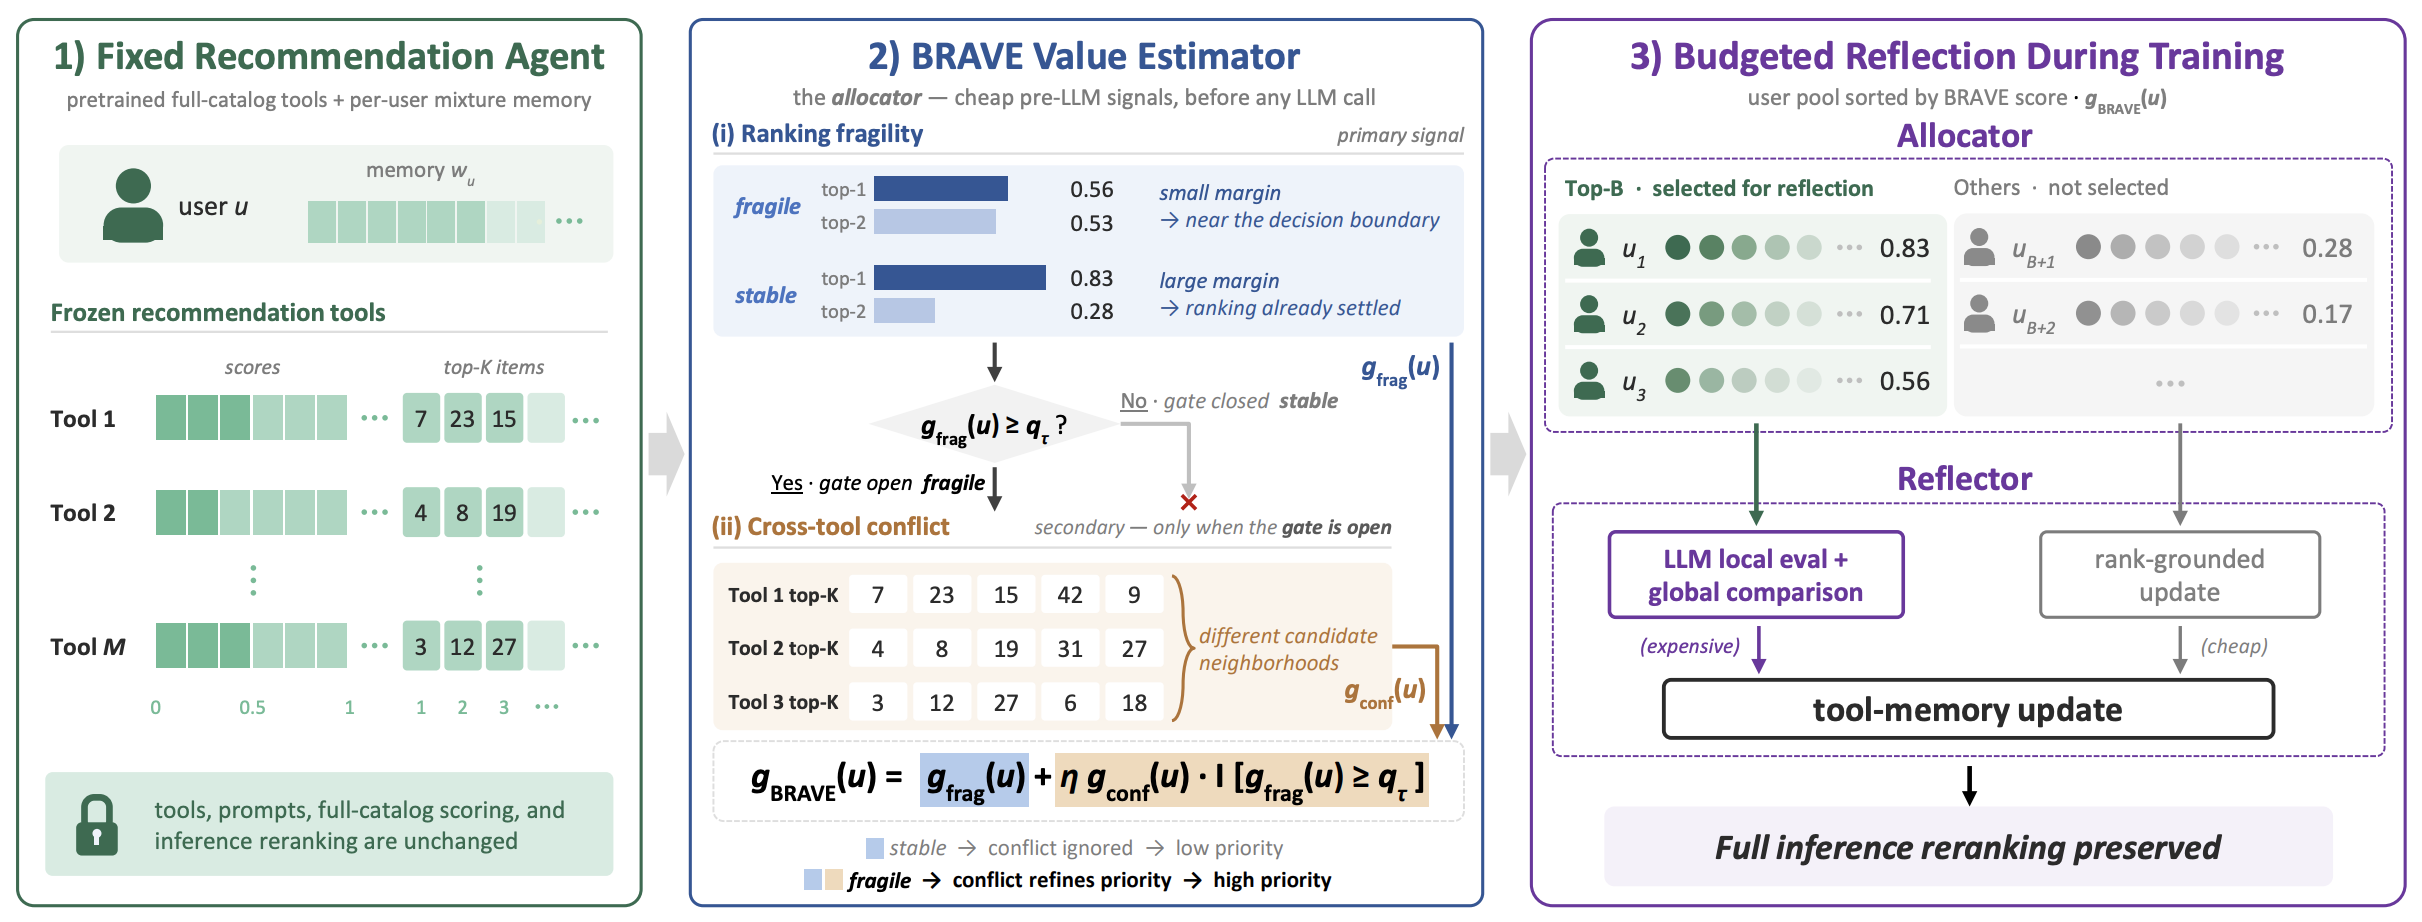 1) Fixed Recommendation Agent
pretrained full-catalog tools + per-user mixture memory
memory w_u
user u
...
Frozen recommendation tools
scores
top-K items
Tool 1 ... 7 23 15 ...
Tool 2 ... 4 8 19 ...
Tool M ... 3 12 27 ...
0 0.5 1 1 2 3 ...
tools, prompts, full-catalog scoring, and
inference reranking are unchanged
2) BRAVE Value Estimator
the allocator — cheap pre-LLM signals, before any LLM call
(i) Ranking fragility
primary signal
fragile
top-1 0.56
top-2 0.53
small margin
→ near the decision boundary
stable
top-1 0.83
top-2 0.28
large margin
→ ranking already settled
g_frag(u)
g_frag(u) ≥ q_τ ?
No · gate closed stable
Yes · gate open fragile
(ii) Cross-tool conflict
secondary — only when the gate is open
Tool 1 top-K 7 23 15 42 9
Tool 2 top-K 4 8 19 31 27
Tool 3 top-K 3 12 27 6 18
different candidate
neighborhoods
g_conf(u)
g_BRAVE(u) = g_frag(u) + η g_conf(u) · I [g_frag(u) ≥ q_τ ]
stable → conflict ignored → low priority
fragile → conflict refines priority → high priority
3) Budgeted Reflection During Training
user pool sorted by BRAVE score · g_BRAVE(u)
Allocator
Top-B · selected for reflection
u_1 ... 0.83
u_2 ... 0.71
u_3 ... 0.56
Others · not selected
u_B+1 ... 0.28
u_B+2 ... 0.17
...
Reflector
LLM local eval +
global comparison
rank-grounded
update
(expensive)
(cheap)
tool-memory update
Full inference reranking preserved